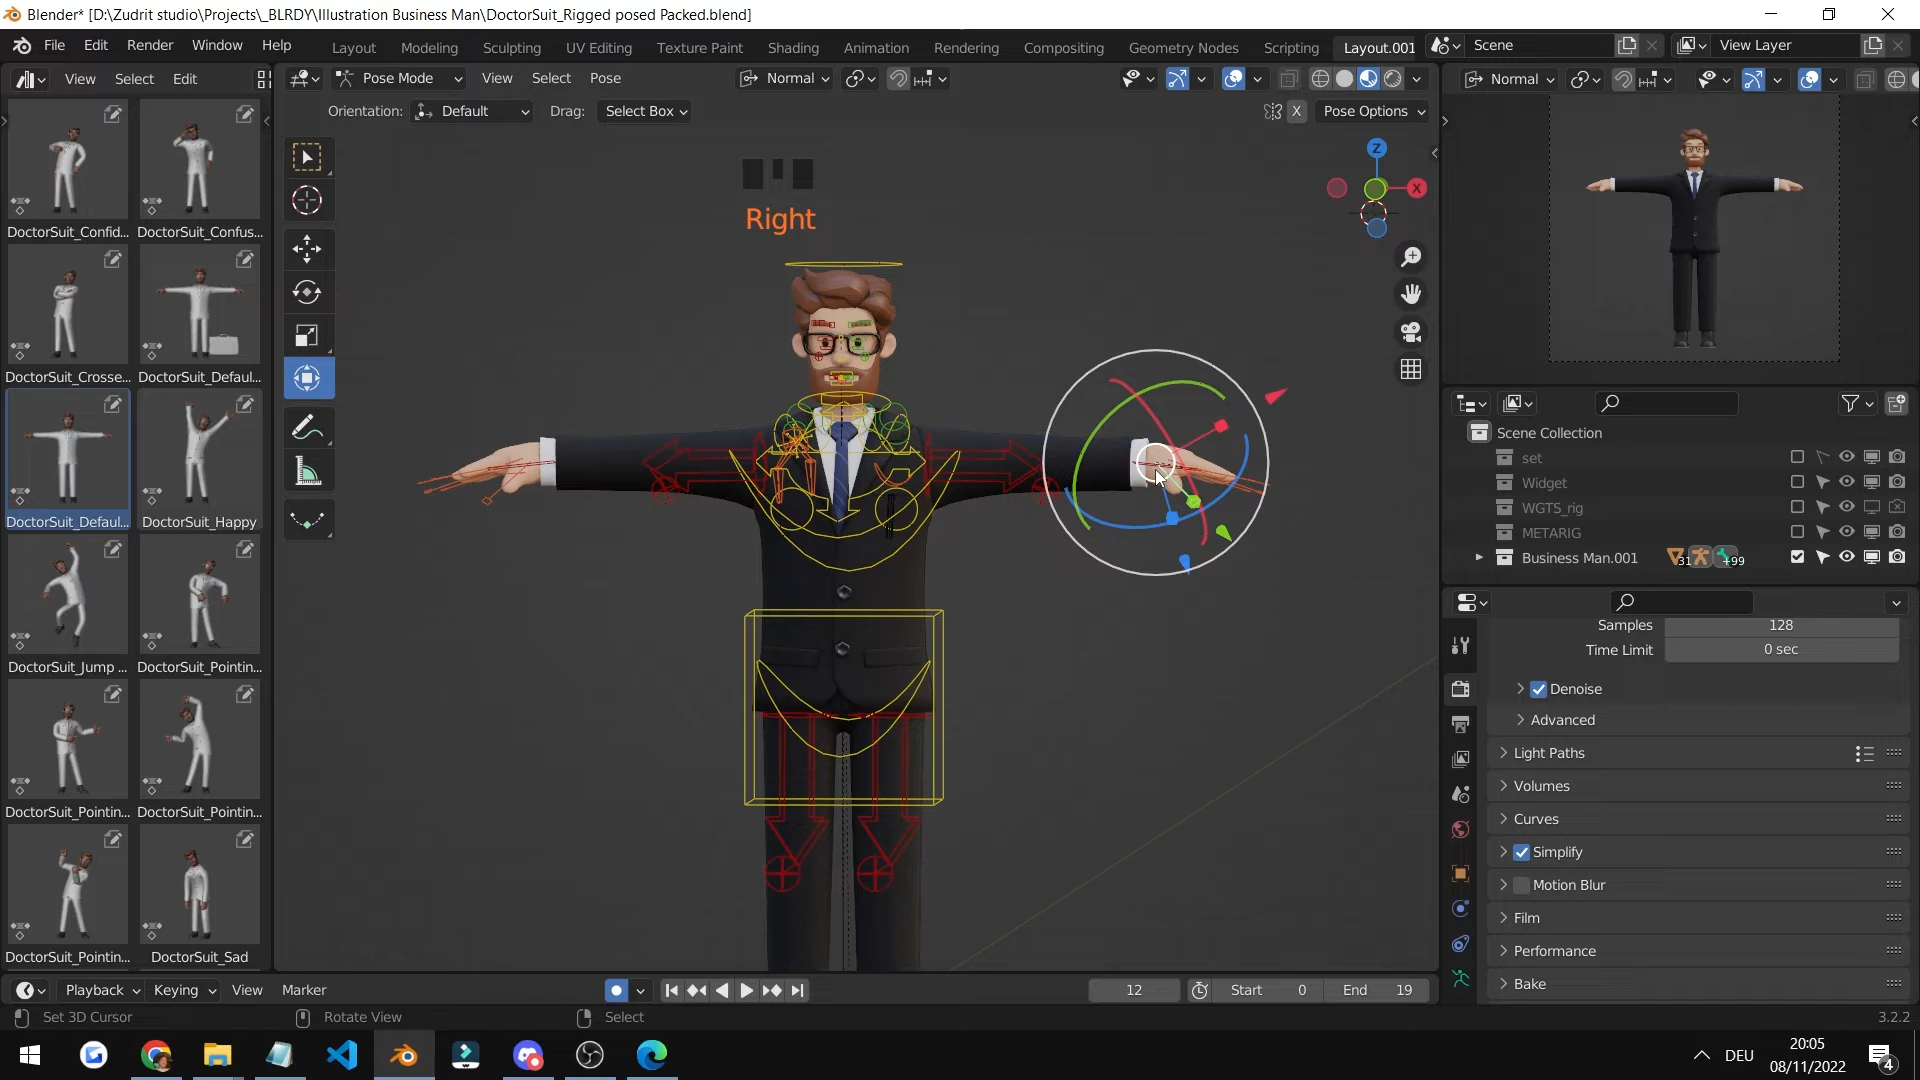 Blender* [D:\Zudrit studio\Projects\_BLRDY\Illustration Business Man\DoctorSuit_Rigged posed Packed.blend]
File Edit Render Window Help Layout Modeling Sculpting UV Editing Texture Paint Shading Animation Rendering Compositing Geometry Nodes Scripting Layout.001 Scene View Layer
View Select Edit
Pose Mode View Select Pose Normal
Normal
Orientation: Default Drag: Select Box X Pose Options
Z
X
Right
DoctorSuit_Confid... DoctorSuit_Confus...
DoctorSuit_Crosse... DoctorSuit_Defaul...
DoctorSuit_Defaul... DoctorSuit_Happy
DoctorSuit_Jump ... DoctorSuit_Pointin...
DoctorSuit_Pointin... DoctorSuit_Pointin...
DoctorSuit_Pointin... DoctorSuit_Sad
Scene Collection
set
Widget
WGTS_rig
METARIG
Business Man.001 31 +99
Samples 128
Time Limit 0 sec
Denoise
Advanced
Light Paths
Volumes
Curves
Simplify
Motion Blur
Film
Performance
Bake
Playback Keying View Marker 12 Start 0 End 19
Set 3D Cursor Rotate View Select 3.2.2
DEU
20:05
08/11/2022
4